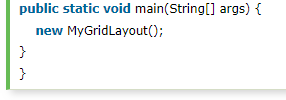 public static void main(String[] args) {
new MyGridLayout();
}
}